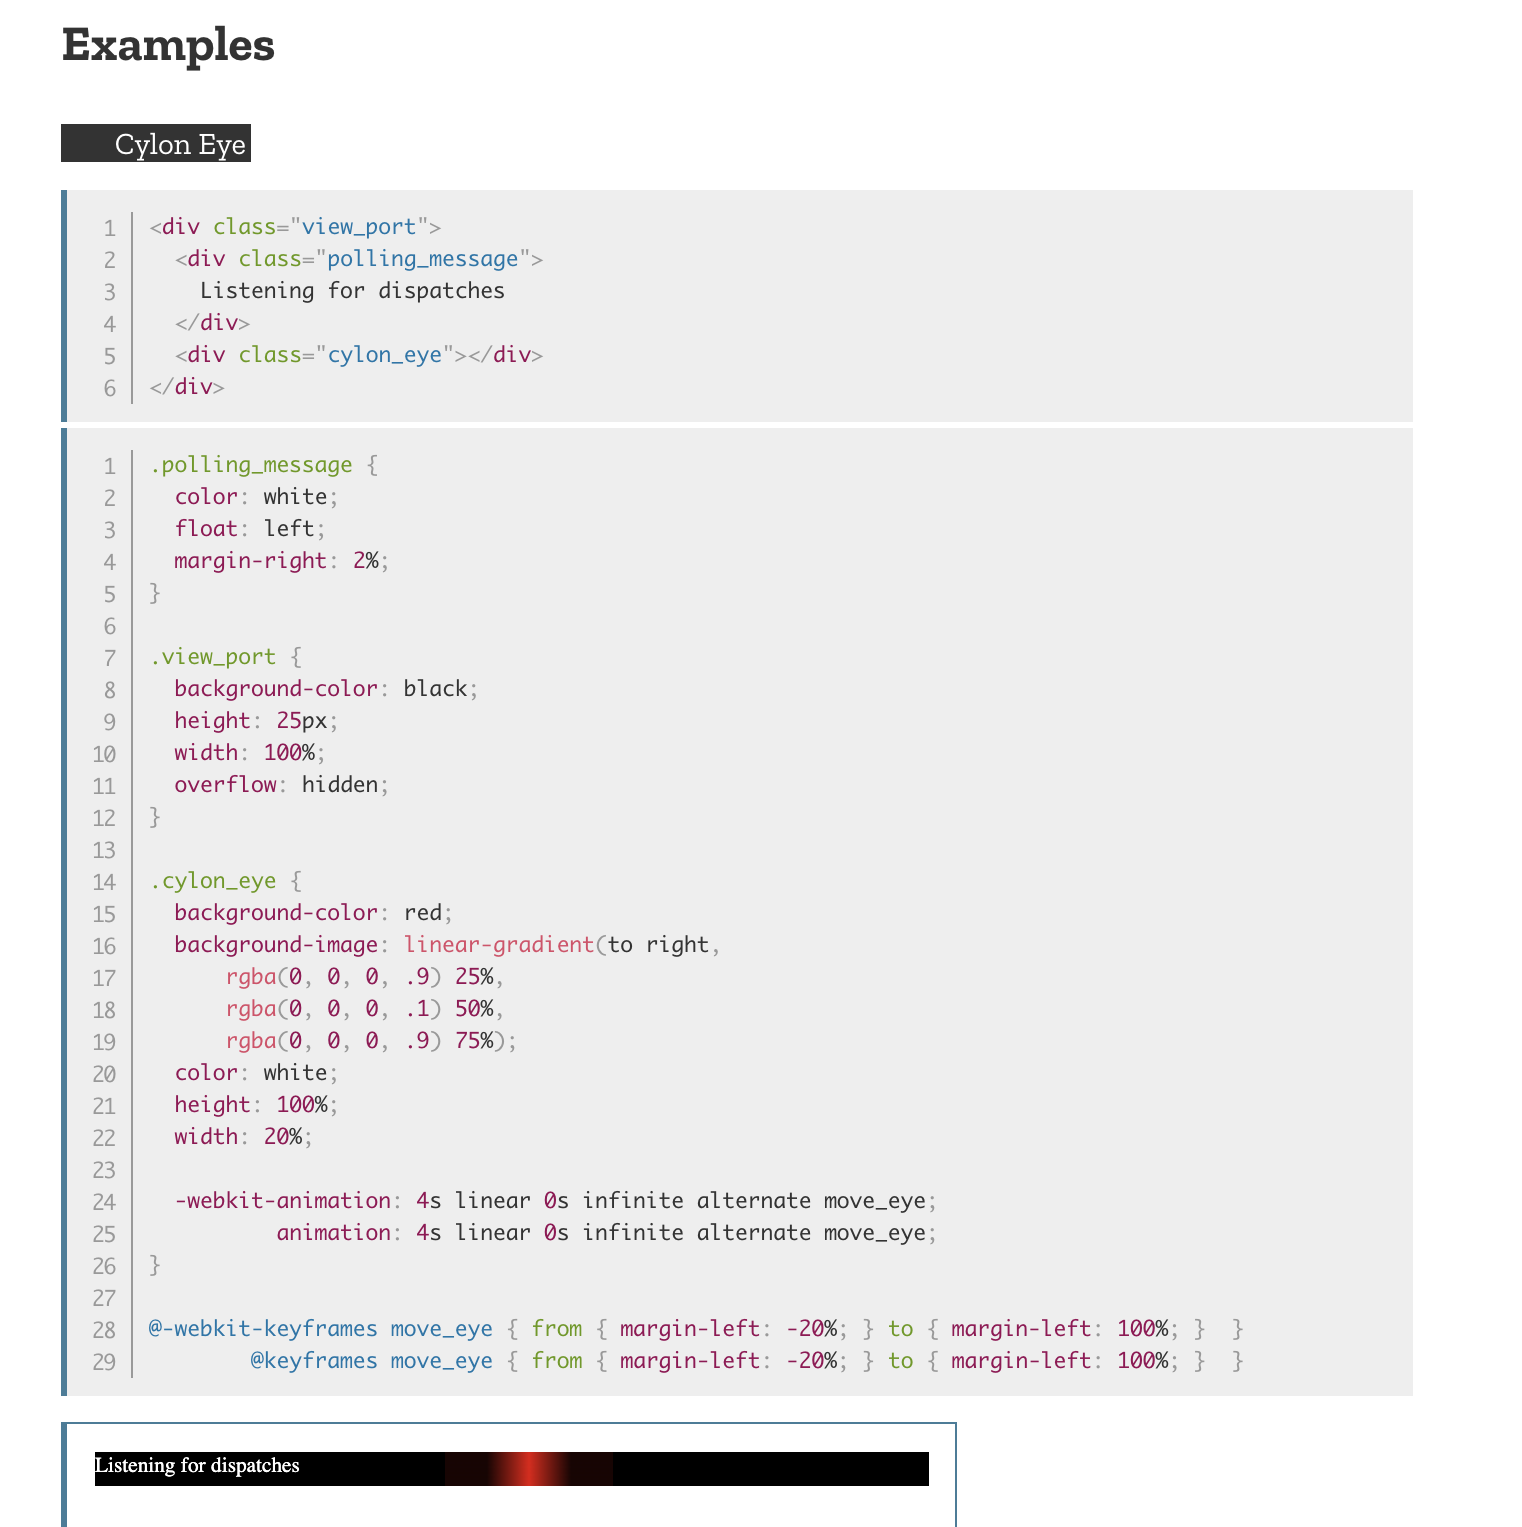 Examples
Cylon Eye
1 <div class="view_port">
2   <div class="polling_message">
3     Listening for dispatches
4   </div>
5   <div class="cylon_eye"></div>
6 </div>
1 .polling_message {
2   color: white;
3   float: left;
4   margin-right: 2%;
5 }
6
7 .view_port {
8   background-color: black;
9   height: 25px;
10   width: 100%;
11   overflow: hidden;
12 }
13
14 .cylon_eye {
15   background-color: red;
16   background-image: linear-gradient(to right,
17       rgba(0, 0, 0, .9) 25%,
18       rgba(0, 0, 0, .1) 50%,
19       rgba(0, 0, 0, .9) 75%);
20   color: white;
21   height: 100%;
22   width: 20%;
23
24   -webkit-animation: 4s linear 0s infinite alternate move_eye;
25           animation: 4s linear 0s infinite alternate move_eye;
26 }
27
28 @-webkit-keyframes move_eye { from { margin-left: -20%; } to { margin-left: 100%; }  }
29         @keyframes move_eye { from { margin-left: -20%; } to { margin-left: 100%; }  }
Listening for dispatches